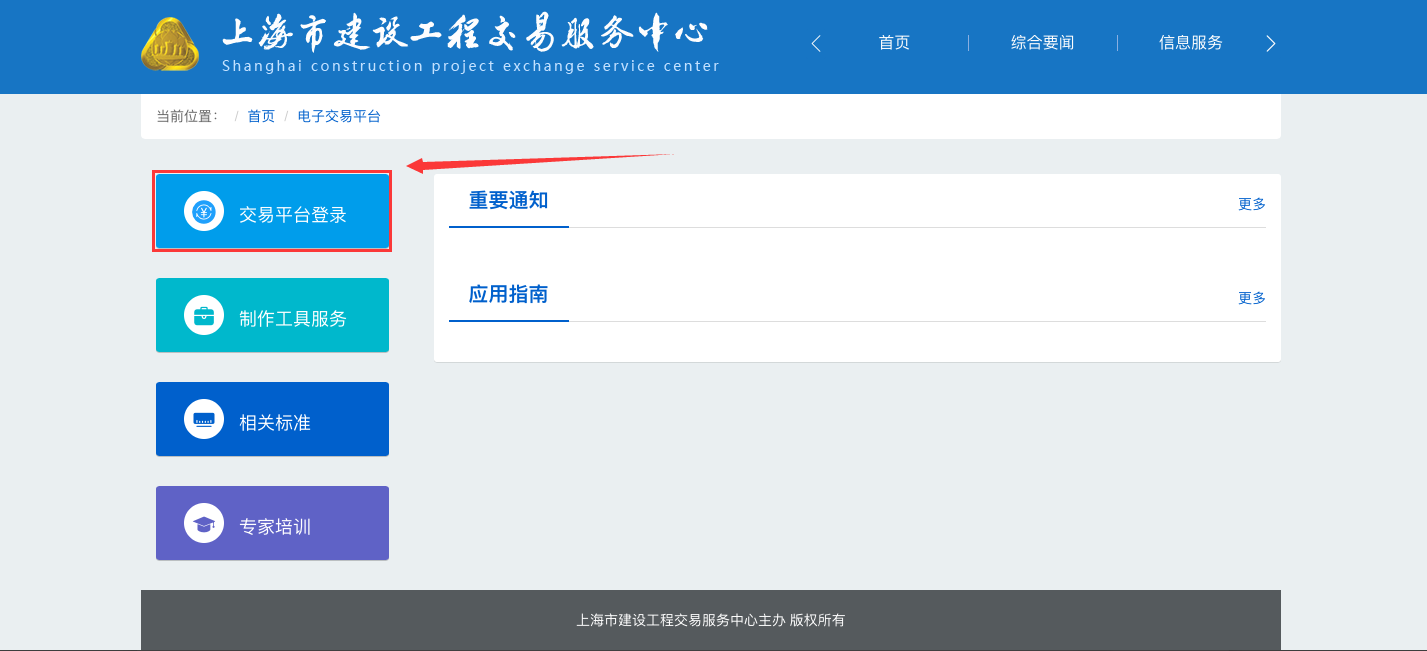 上海市建设工程交易服务中心
Shanghai construction project exchange service center
首页
综合要闻
信息服务
当前位置： / 首页 / 电子交易平台
交易平台登录
制作工具服务
相关标准
专家培训
重要通知
更多
应用指南
更多
上海市建设工程交易服务中心主办 版权所有